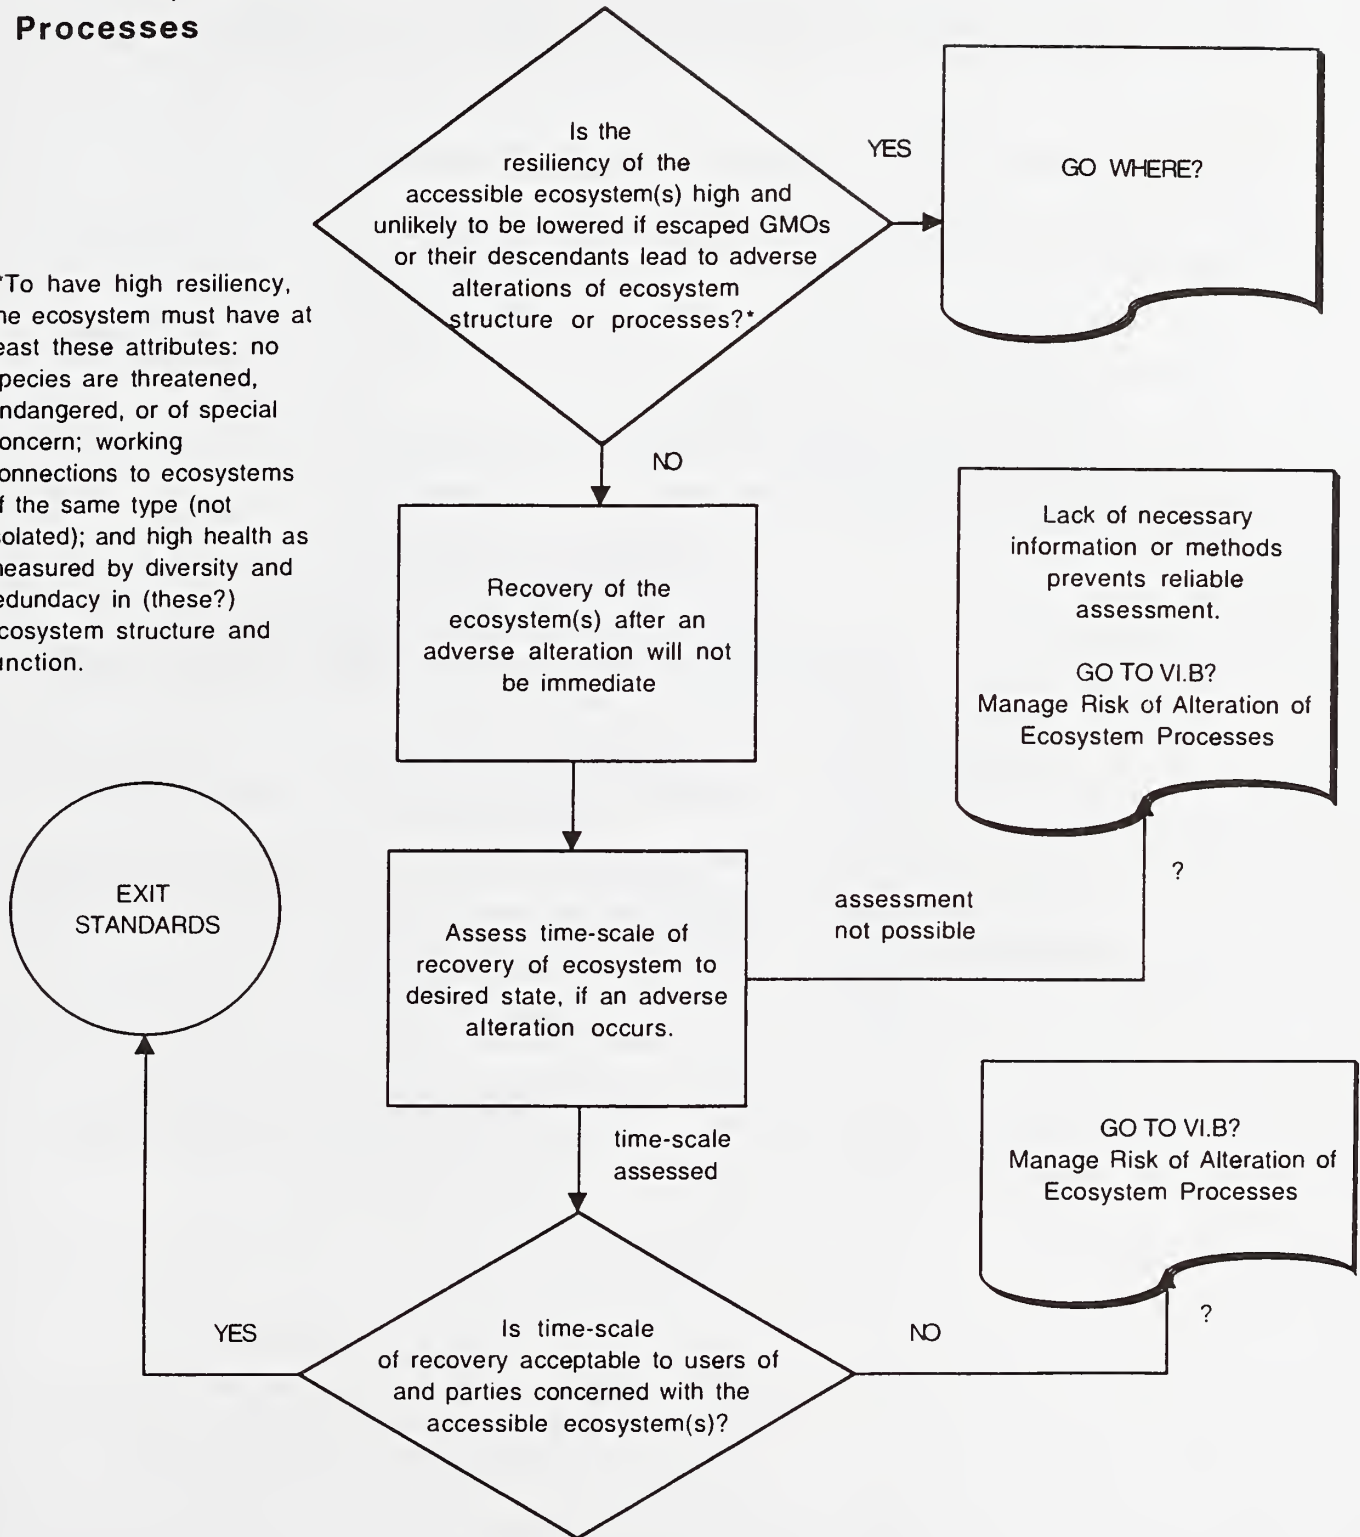 Processes
Is the
resiliency of the
accessible ecosystem(s) high and
unlikely to be lowered if escaped GMOs
or their descendants lead to adverse
alterations of ecosystem
structure or processes?*
YES
GO WHERE?
*To have high resiliency,
he ecosystem must have at
east these attributes: no
pecies are threatened,
ndangered, or of special
oncern; working
onnections to ecosystems
f the same type (not
solated); and high health as
neasured by diversity and
edundacy in (these?)
cosystem structure and
unction.
NO
Recovery of the
ecosystem(s) after an
adverse alteration will not
be immediate
Lack of necessary
information or methods
prevents reliable
assessment.
GO TO VI.B?
Manage Risk of Alteration of
Ecosystem Processes
?
EXIT
STANDARDS
Assess time-scale of
recovery of ecosystem to
desired state, if an adverse
alteration occurs.
assessment
not possible
time-scale
assessed
GO TO VI.B?
Manage Risk of Alteration of
Ecosystem Processes
?
YES
Is time-scale
of recovery acceptable to users of
and parties concerned with the
accessible ecosystem(s)?
NO